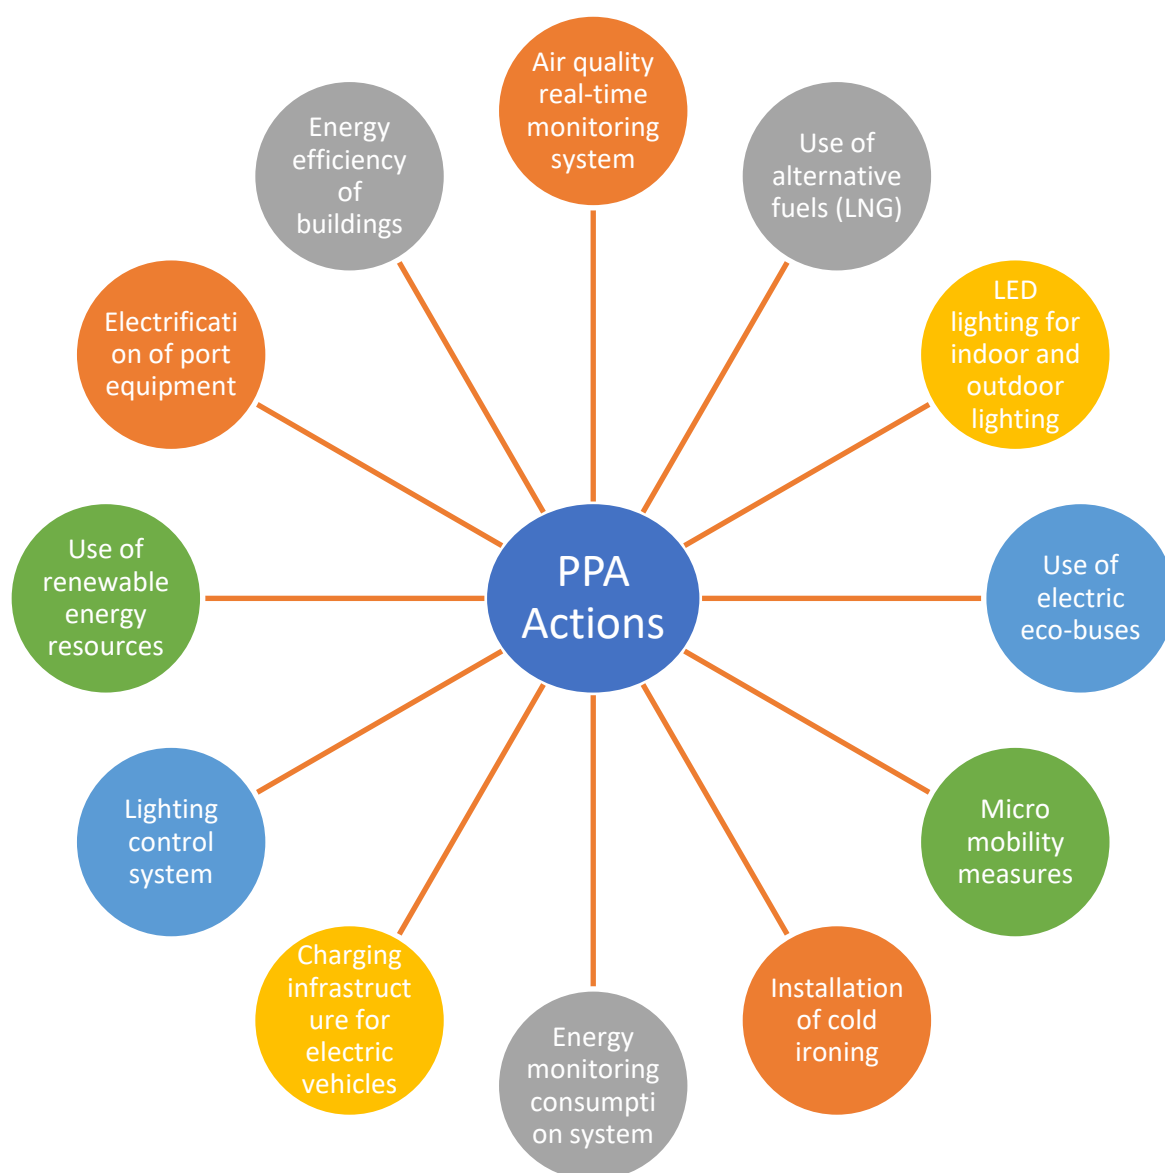 Air quality
real-time
monitoring
system
Use of
alternative
fuels (LNG)
LED
lighting for
indoor and
outdoor
lighting
Use of
electric
eco-buses
Micro
mobility
measures
Installation
of cold
ironing
Energy
monitoring
consumpti
on system
Charging
infrastruct
ure for
electric
vehicles
Lighting
control
system
Use of
renewable
energy
resources
Electrificati
on of port
equipment
Energy
efficiency
of
buildings
PPA
Actions